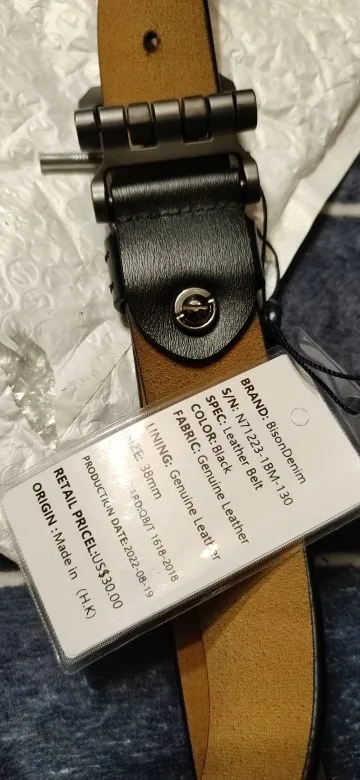 BRAND: BisonDenim
S/N: N71223-1BM-130
SPEC: Leather Belt
COLOR: Black
FABRIC: Genuine Leather
LINING: Genuine Leather
38mm
QB/T 1618-2018
PRODUCTION DATE:2022-08-19
RETAIL PRICEL:US$30.00
ORIGIN :Made in (H.K)